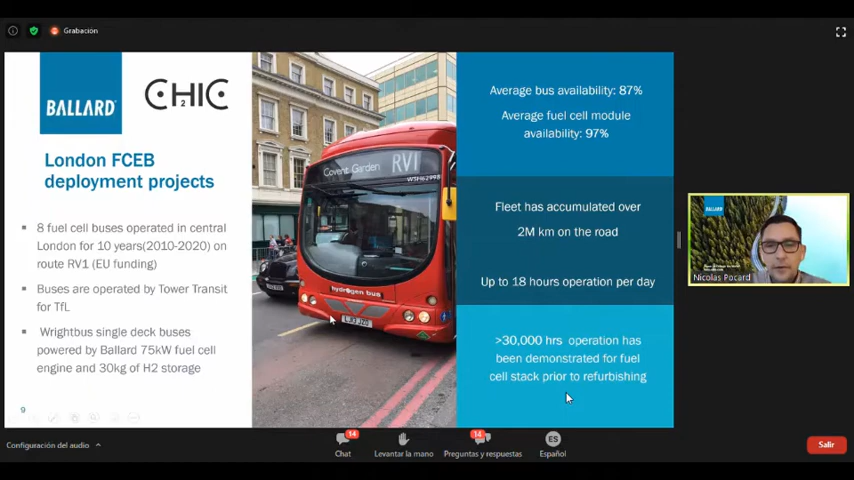 Grabación
BALLARD
CH2IC
London FCEB
deployment projects
8 fuel cell buses operated in central
London for 10 years(2010-2020) on
route RV1 (EU funding)
Buses are operated by Tower Transit
for TfL
Wrightbus single deck buses
powered by Ballard 75kW fuel cell
engine and 30kg of H2 storage
9
Covent Garden RV1
hydrogen bus
Average bus availability: 87%
Average fuel cell module
availability: 97%
Fleet has accumulated over
2M km on the road
Up to 18 hours operation per day
>30,000 hrs operation has
been demonstrated for fuel
cell stack prior to refurbishing
BALLARD
Nicolas Pocard
Configuración del audio
14
Chat
Levantar la mano
14
Preguntas y respuestas
ES
Español
Salir